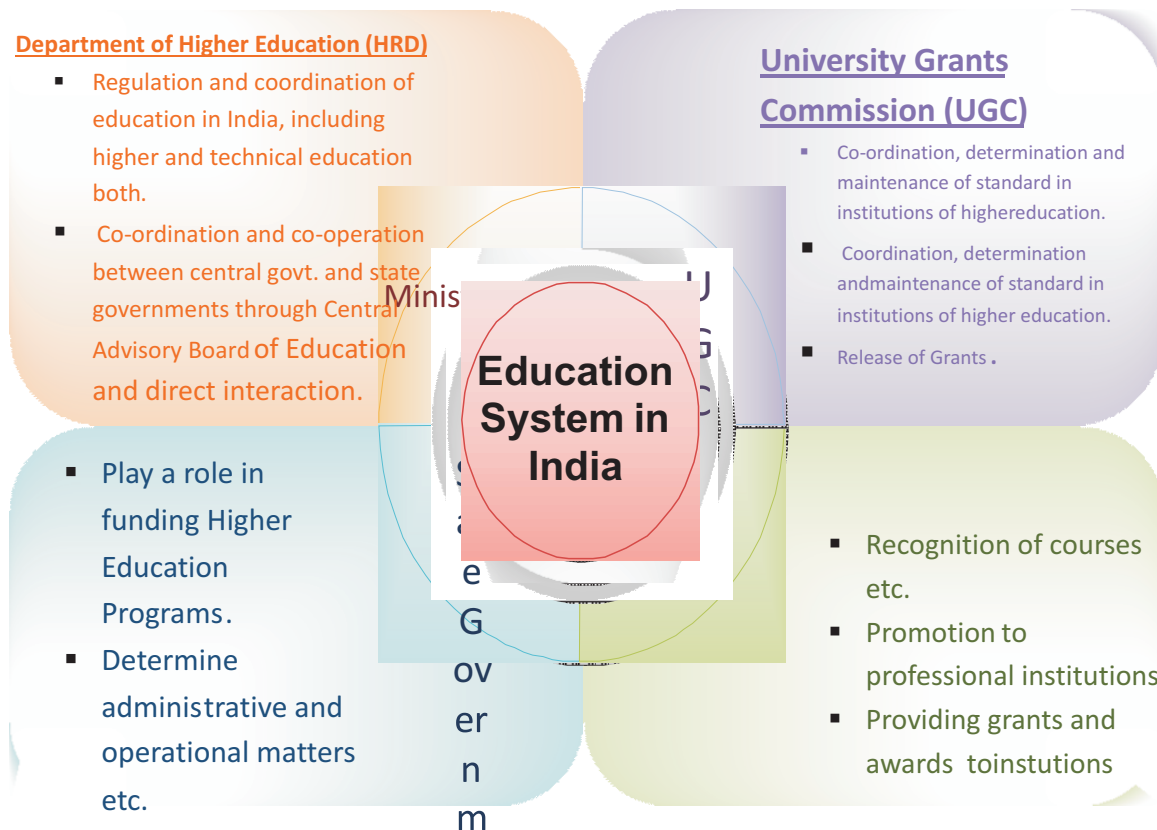 Department of Higher Education (HRD)
▪ Regulation and coordination of
education in India, including
higher and technical education
both.
▪ Co-ordination and co-operation
between central govt. and state
governments through Central
Advisory Board of Education
and direct interaction.
University Grants
Commission (UGC)
▪ Co-ordination, determination and
maintenance of standard in
institutions of highereducation.
▪ Coordination, determination
andmaintenance of standard in
institutions of higher education.
▪ Release of Grants.
Minis
U
G
C
Education
System in
India
▪ Play a role in
funding Higher
Education
Programs.
▪ Determine
administrative and
operational matters
etc.
e
G
ov
er
n
m
▪ Recognition of courses
etc.
▪ Promotion to
professional institutions
▪ Providing grants and
awards toinstutions